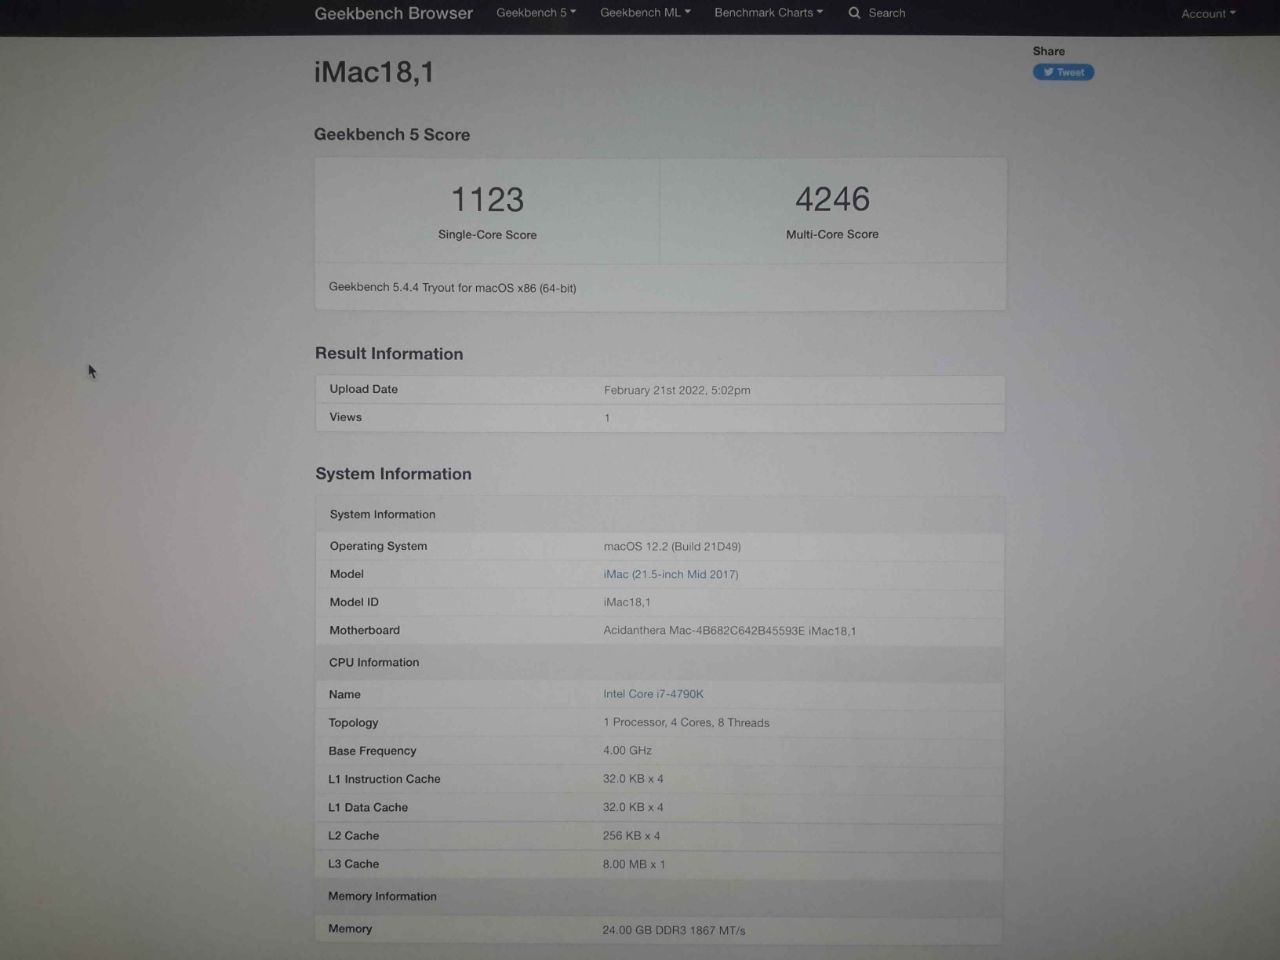 Geekbench Browser Geekbench 5 Geekbench ML Benchmark Charts Search Account
iMac18,1
Share
Tweet
Geekbench 5 Score
1123 4246
Single-Core Score Multi-Core Score
Geekbench 5.4.4 Tryout for macOS x86 (64-bit)
Result Information
Upload Date February 21st 2022, 5:02pm
Views 1
System Information
System Information
Operating System macOS 12.2 (Build 21D49)
Model iMac (21.5-inch Mid 2017)
Model ID iMac18,1
Motherboard Acidanthera Mac-4B682C642B45593E iMac18,1
CPU Information
Name Intel Core i7-4790K
Topology 1 Processor, 4 Cores, 8 Threads
Base Frequency 4.00 GHz
L1 Instruction Cache 32.0 KB x 4
L1 Data Cache 32.0 KB x 4
L2 Cache 256 KB x 4
L3 Cache 8.00 MB x 1
Memory Information
Memory 24.00 GB DDR3 1867 MT/s